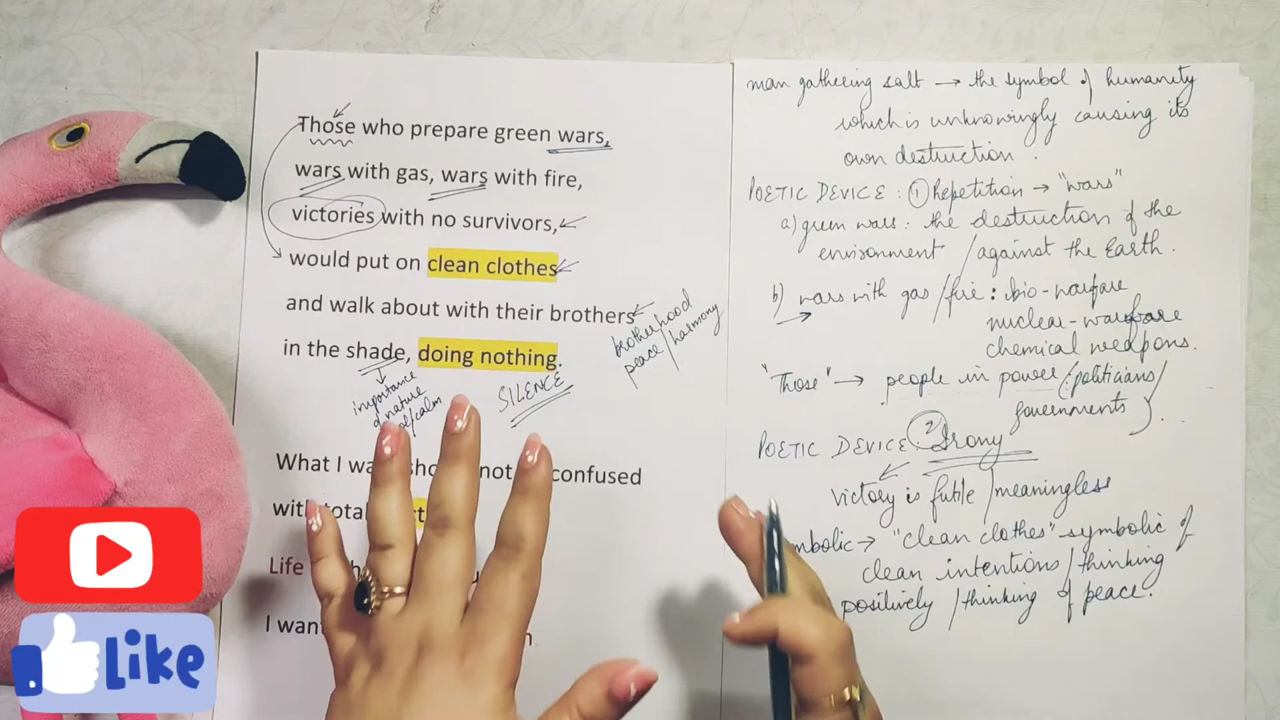 Those who prepare green wars,
wars with gas, wars with fire,
victories with no survivors,
would put on clean clothes
and walk about with their brothers
in the shade, doing nothing.
brotherhood
peace/harmony
importance
of nature
of/calm
SILENCE
What I wa sho not confused
with total
Life
I want
man gathering salt → the symbol of humanity
which is unknowingly causing its
own destruction.
POETIC DEVICE: ① Repetition → "wars"
a) green wars: the destruction of the
environment / against the Earth.
b) wars with gas/fire: bio-warfare
nuclear-warfare
chemical weapons.
"Those" → people in power (politicians/
governments) ...
POETIC DEVICE: ② Irony
victory is futile/meaningless
mbolic → "clean clothes" symbolic of
clean intentions/thinking
positively/thinking of peace.
LIKE